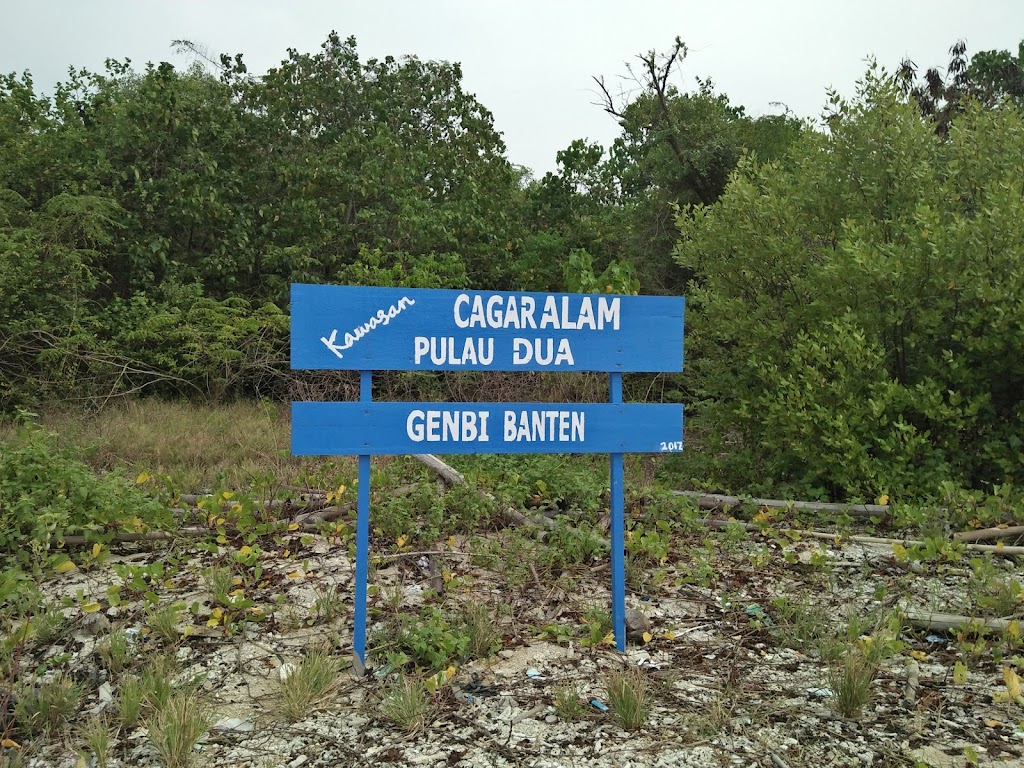 Kawasan CAGAR ALAM
PULAU DUA
GENBI BANTEN
2017